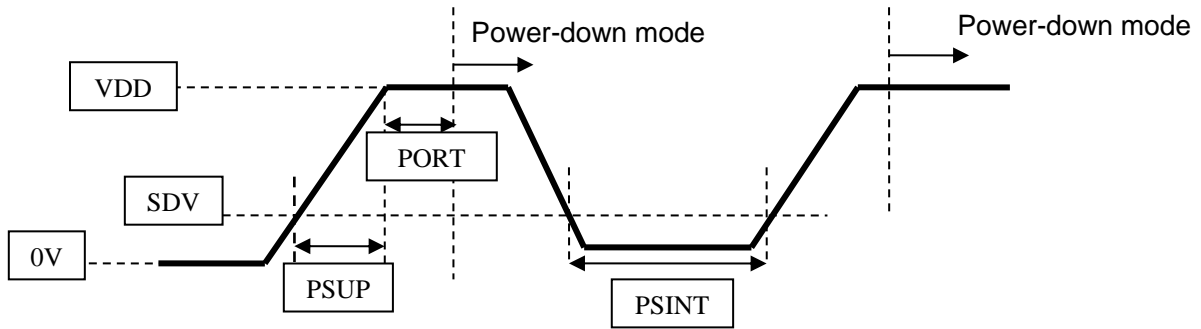 Power-down mode
Power-down mode
VDD
PORT
SDV
0V
PSUP
PSINT